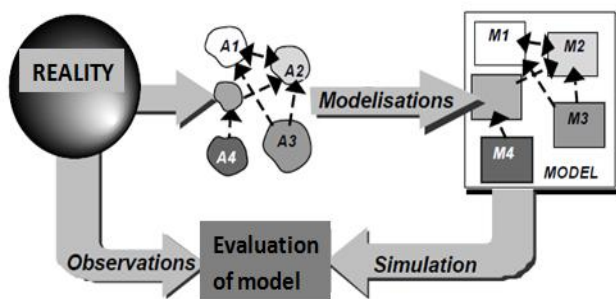 REALITY
A1
A2
A3
A4
Modelisations
M1
M2
M3
M4
MODEL
Observations
Evaluation
of model
Simulation